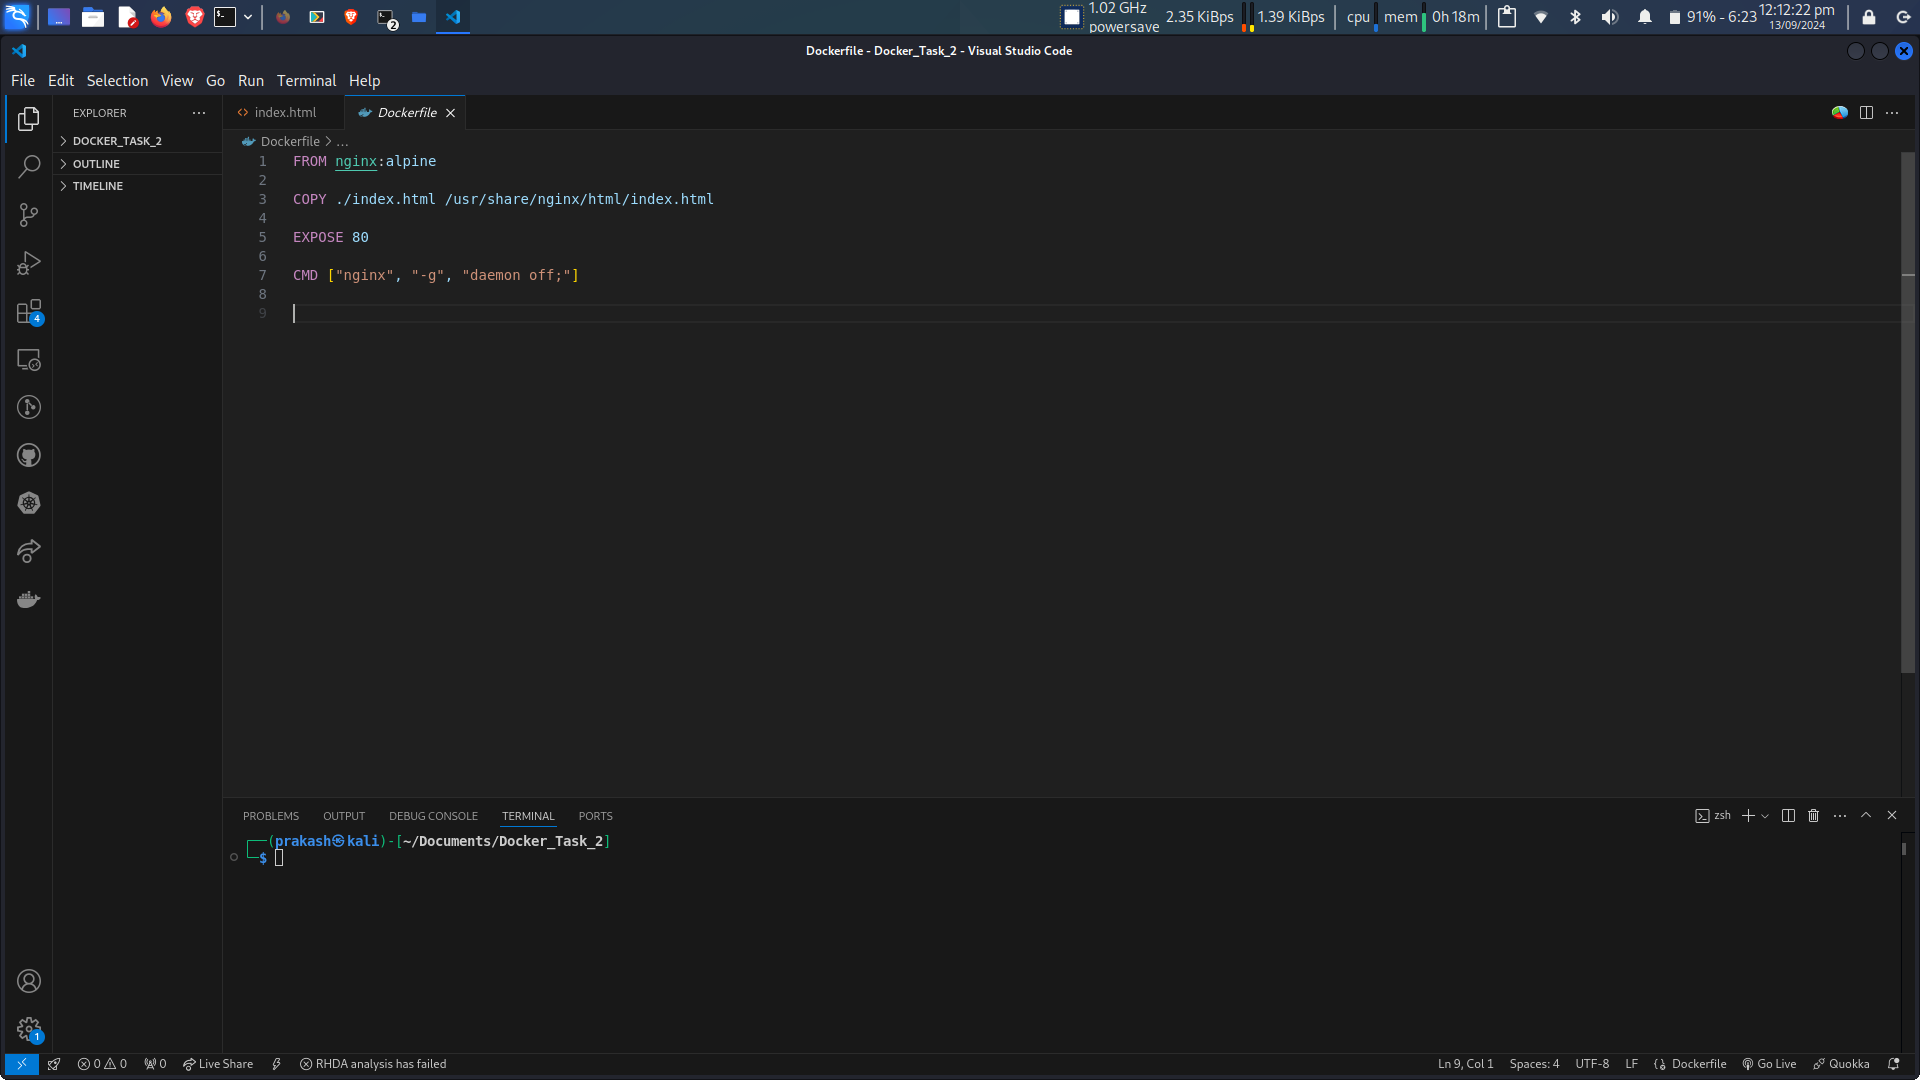 1.02 GHz
powersave
2.35 KiBps
1.39 KiBps
cpu
mem
0h 18m
91% - 6:23
12:12:22 pm
13/09/2024
2
Dockerfile - Docker_Task_2 - Visual Studio Code
File Edit Selection View Go Run Terminal Help
EXPLORER
DOCKER_TASK_2
OUTLINE
TIMELINE
4
1
index.html
Dockerfile
Dockerfile > ...
1 FROM nginx:alpine
2
3 COPY ./index.html /usr/share/nginx/html/index.html
4
5 EXPOSE 80
6
7 CMD ["nginx", "-g", "daemon off;"]
8
9
PROBLEMS OUTPUT DEBUG CONSOLE TERMINAL PORTS
zsh
(prakash㉿kali)-[~/Documents/Docker_Task_2]
$
0 0 0 Live Share RHDA analysis has failed
Ln 9, Col 1 Spaces: 4 UTF-8 LF {} Dockerfile Go Live Quokka